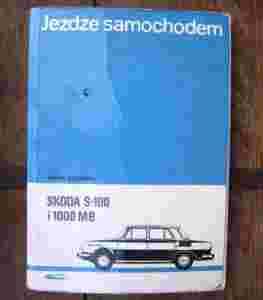 Jeżdżę samochodem
SKODA S-100
i 1000 MB